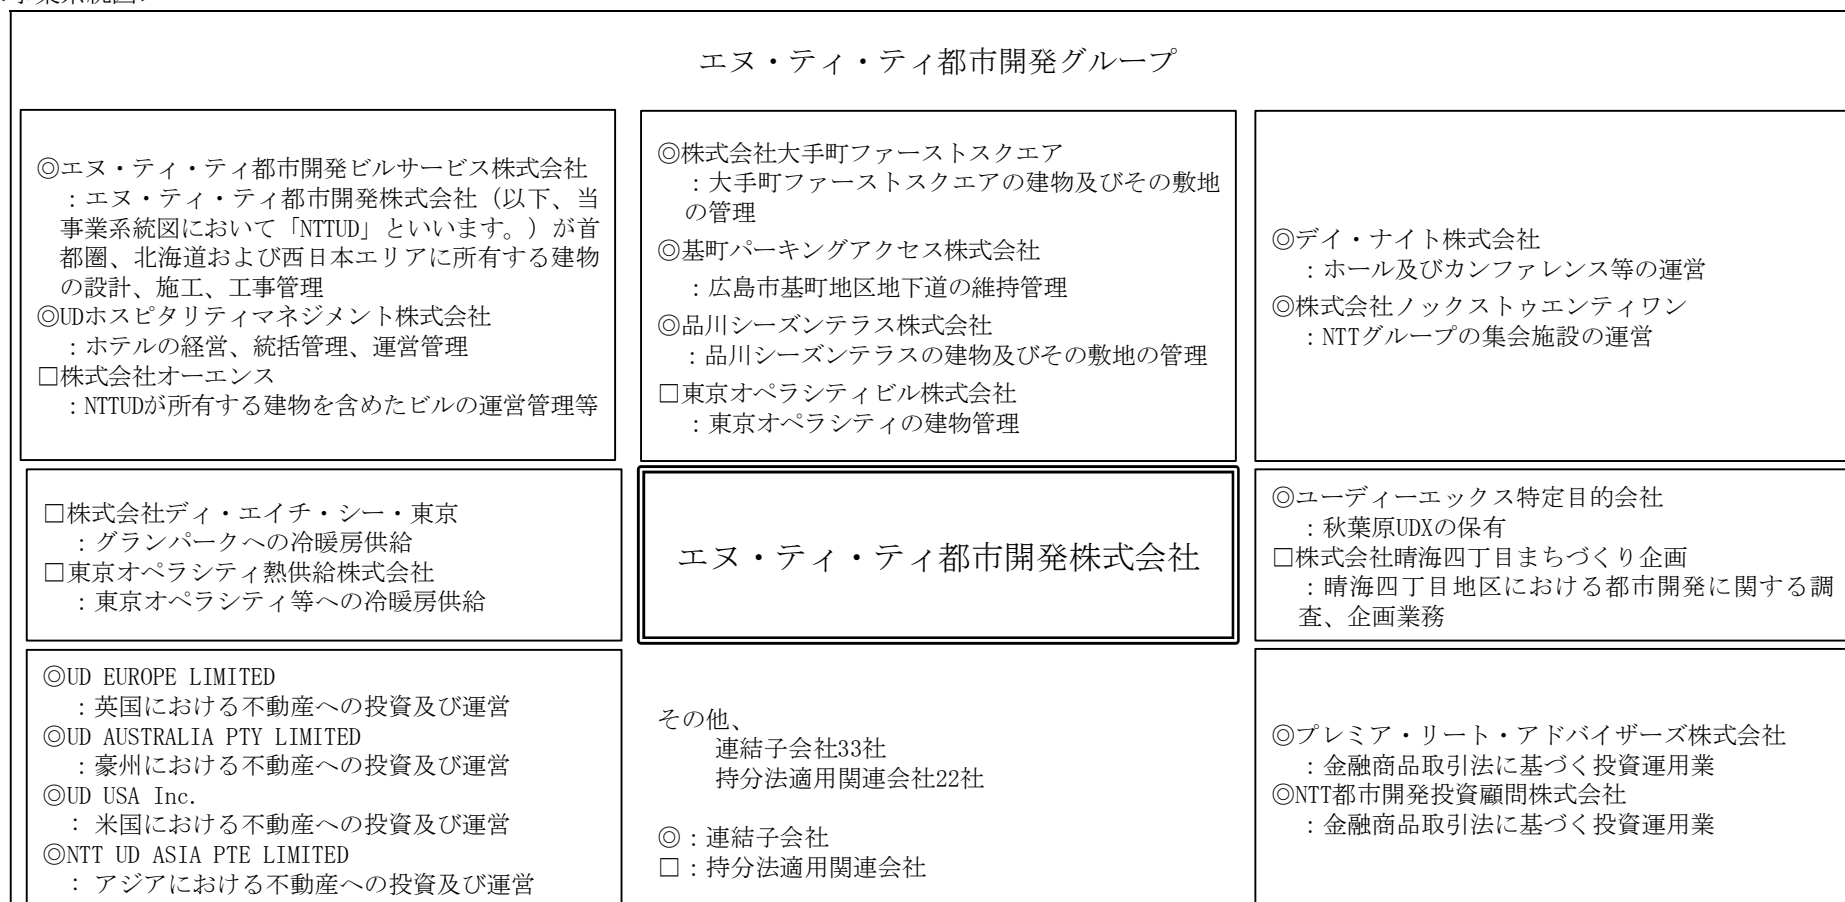 エヌ・ティ・ティ都市開発グループ
◎エヌ・ティ・ティ都市開発ビルサービス株式会社
：エヌ・ティ・ティ都市開発株式会社（以下、当
事業系統図において「NTTUD」といいます。）が首
都圏、北海道および西日本エリアに所有する建物
の設計、施工、工事管理
◎UDホスピタリティマネジメント株式会社
：ホテルの経営、統括管理、運営管理
□株式会社オーエンス
：NTTUDが所有する建物を含めたビルの運営管理等
◎株式会社大手町ファーストスクエア
：大手町ファーストスクエアの建物及びその敷地
の管理
◎基町パーキングアクセス株式会社
：広島市基町地区地下道の維持管理
◎品川シーズンテラス株式会社
：品川シーズンテラスの建物及びその敷地の管理
□東京オペラシティビル株式会社
：東京オペラシティの建物管理
◎デイ・ナイト株式会社
：ホール及びカンファレンス等の運営
◎株式会社ノックストゥエンティワン
：NTTグループの集会施設の運営
□株式会社ディ・エイチ・シー・東京
：グランパークへの冷暖房供給
□東京オペラシティ熱供給株式会社
：東京オペラシティ等への冷暖房供給
エヌ・ティ・ティ都市開発株式会社
◎ユーディーエックス特定目的会社
：秋葉原UDXの保有
□株式会社晴海四丁目まちづくり企画
：晴海四丁目地区における都市開発に関する調
査、企画業務
◎UD EUROPE LIMITED
：英国における不動産への投資及び運営
◎UD AUSTRALIA PTY LIMITED
：豪州における不動産への投資及び運営
◎UD USA Inc.
： 米国における不動産への投資及び運営
◎NTT UD ASIA PTE LIMITED
： アジアにおける不動産への投資及び運営
その他、
連結子会社33社
持分法適用関連会社22社
◎：連結子会社
□：持分法適用関連会社
◎プレミア・リート・アドバイザーズ株式会社
：金融商品取引法に基づく投資運用業
◎NTT都市開発投資顧問株式会社
：金融商品取引法に基づく投資運用業